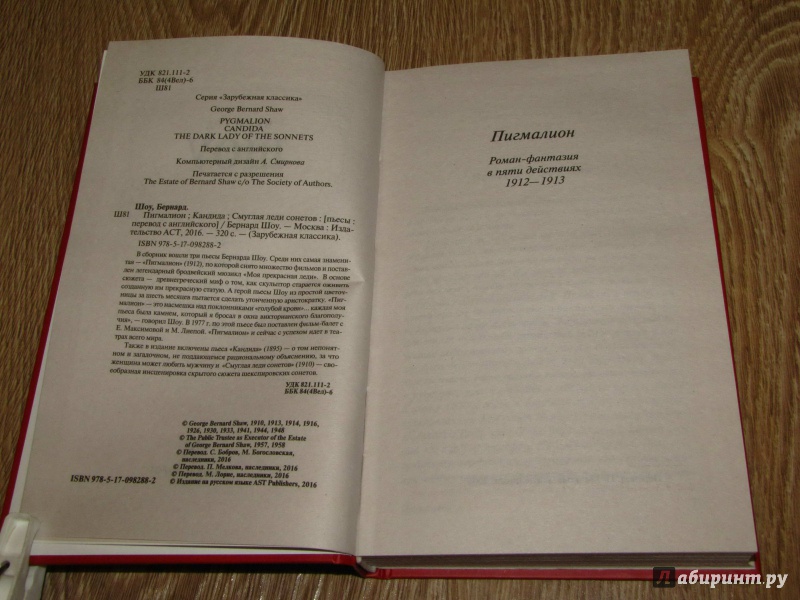 УДК 821.111-2
ББК 84(4Вел)-6
Ш81
Серия «Зарубежная классика»
George Bernard Shaw
PYGMALION
CANDIDA
THE DARK LADY OF THE SONNETS
Перевод с английского
Компьютерный дизайн А. Смирнова
Печатается с разрешения
The Estate of Bernard Shaw c/o The Society of Authors.
Шоу, Бернард.
Ш81 Пигмалион ; Кандида ; Смуглая леди сонетов : [пьесы :
перевод с английского] / Бернард Шоу. — Москва : Изда-
тельство АСТ, 2016. — 320 с. — (Зарубежная классика).
ISBN 978-5-17-098288-2
В сборник вошли три пьесы Бернарда Шоу. Среди них самая знамени-
тая — «Пигмалион» (1912), по которой снято множество фильмов и постав-
лен легендарный бродвейский мюзикл «Моя прекрасная леди». В основе
сюжета — древнегреческий миф о том, как скульптор старается оживить
созданную им прекрасную статую. А герой пьесы Шоу из простой цветоч-
ницы за шесть месяцев пытается сделать утонченную аристократку. «Пиг-
малион» — это насмешка над поклонниками «голубой крови»... каждая моя
пьеса была камнем, который я бросал в окна викторианского благополу-
чия», — говорил Шоу. В 1977 г. по этой пьесе был поставлен фильм-балет с
Е. Максимовой и М. Лиепой. «Пигмалион» и сейчас с успехом идет в теа-
трах всего мира.
Также в издание включены пьеса «Кандида» (1895) — о том непонят-
ном и загадочном, не поддающемся рациональному объяснению, за что
женщина может любить мужчину и «Смуглая леди сонетов» (1910) — сво-
еобразная инсценировка скрытого сюжета шекспировских сонетов.
УДК 821.111-2
ББК 84(4Вел)-6
© George Bernard Shaw, 1910, 1913, 1914, 1916,
1926, 1930, 1933, 1941, 1944, 1948
© The Public Trustee as Executor of the Estate
of George Bernard Shaw, 1957, 1958
© Перевод. С. Бобров, М. Богословская,
наследники, 2016
© Перевод. П. Мелкова, наследники, 2016
© Перевод. М. Лорие, наследники, 2016
ISBN 978-5-17-098288-2 © Издание на русском языке AST Publishers, 2016
Пигмалион
Роман-фантазия
в пяти действиях
1912—1913
Лабиринт.ру